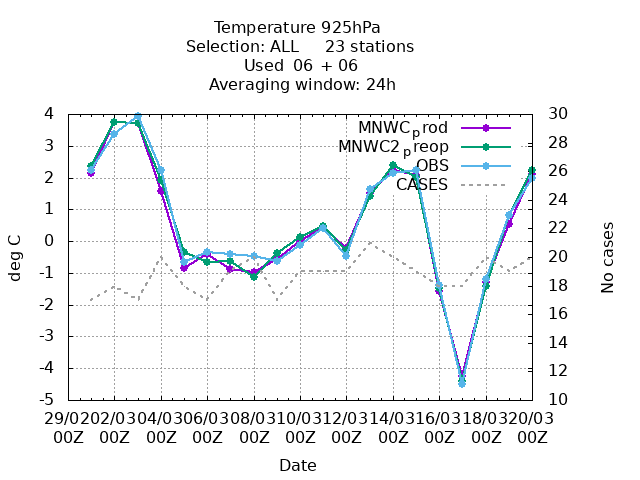 Temperature 925hPa
Selection: ALL 23 stations
Used 06 + 06
Averaging window: 24h
MNWC_prod
MNWC2_preop
OBS
CASES
4
3
2
1
0
-1
-2
-3
-4
-5
30
28
26
24
22
20
18
16
14
12
10
deg C
No cases
29/02 02/03 04/03 06/03 08/03 10/03 12/03 14/03 16/03 18/03 20/03
00Z 00Z 00Z 00Z 00Z 00Z 00Z 00Z 00Z 00Z 00Z
Date